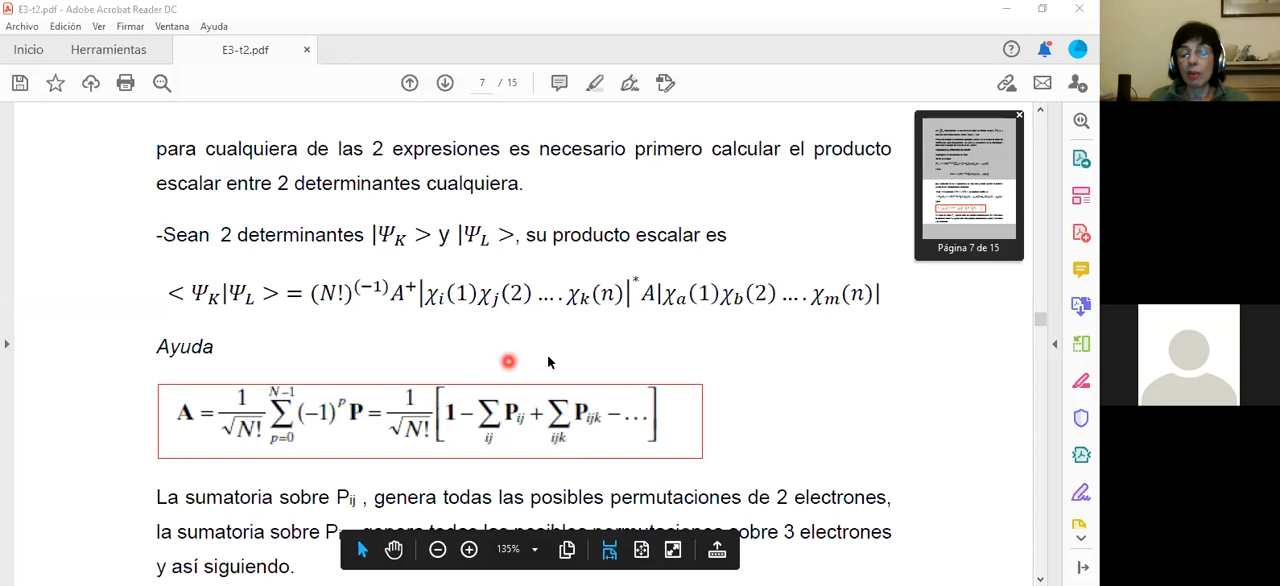 E3-t2.pdf - Adobe Acrobat Reader DC
Archivo Edición Ver Firmar Ventana Ayuda
Inicio Herramientas E3-t2.pdf ×
7 / 15
para cualquiera de las 2 expresiones es necesario primero calcular el producto
escalar entre 2 determinantes cualquiera.
-Sean 2 determinantes |Ψ_K > y |Ψ_L >, su producto escalar es
< Ψ_K|Ψ_L > = (N!)^(−1) A^+ |χ_i(1)χ_j(2) ....χ_k(n)|^* A|χ_a(1)χ_b(2) ....χ_m(n)|
Ayuda
A = 1/√N! ∑_{p=0}^{N−1} (−1)^p P = 1/√N! [1 − ∑_{ij} P_ij + ∑_{ijk} P_ijk − ...]
La sumatoria sobre P_ij , genera todas las posibles permutaciones de 2 electrones,
la sumatoria sobre sobre 3 electrones
y así siguiendo.
135%
Página 7 de 15